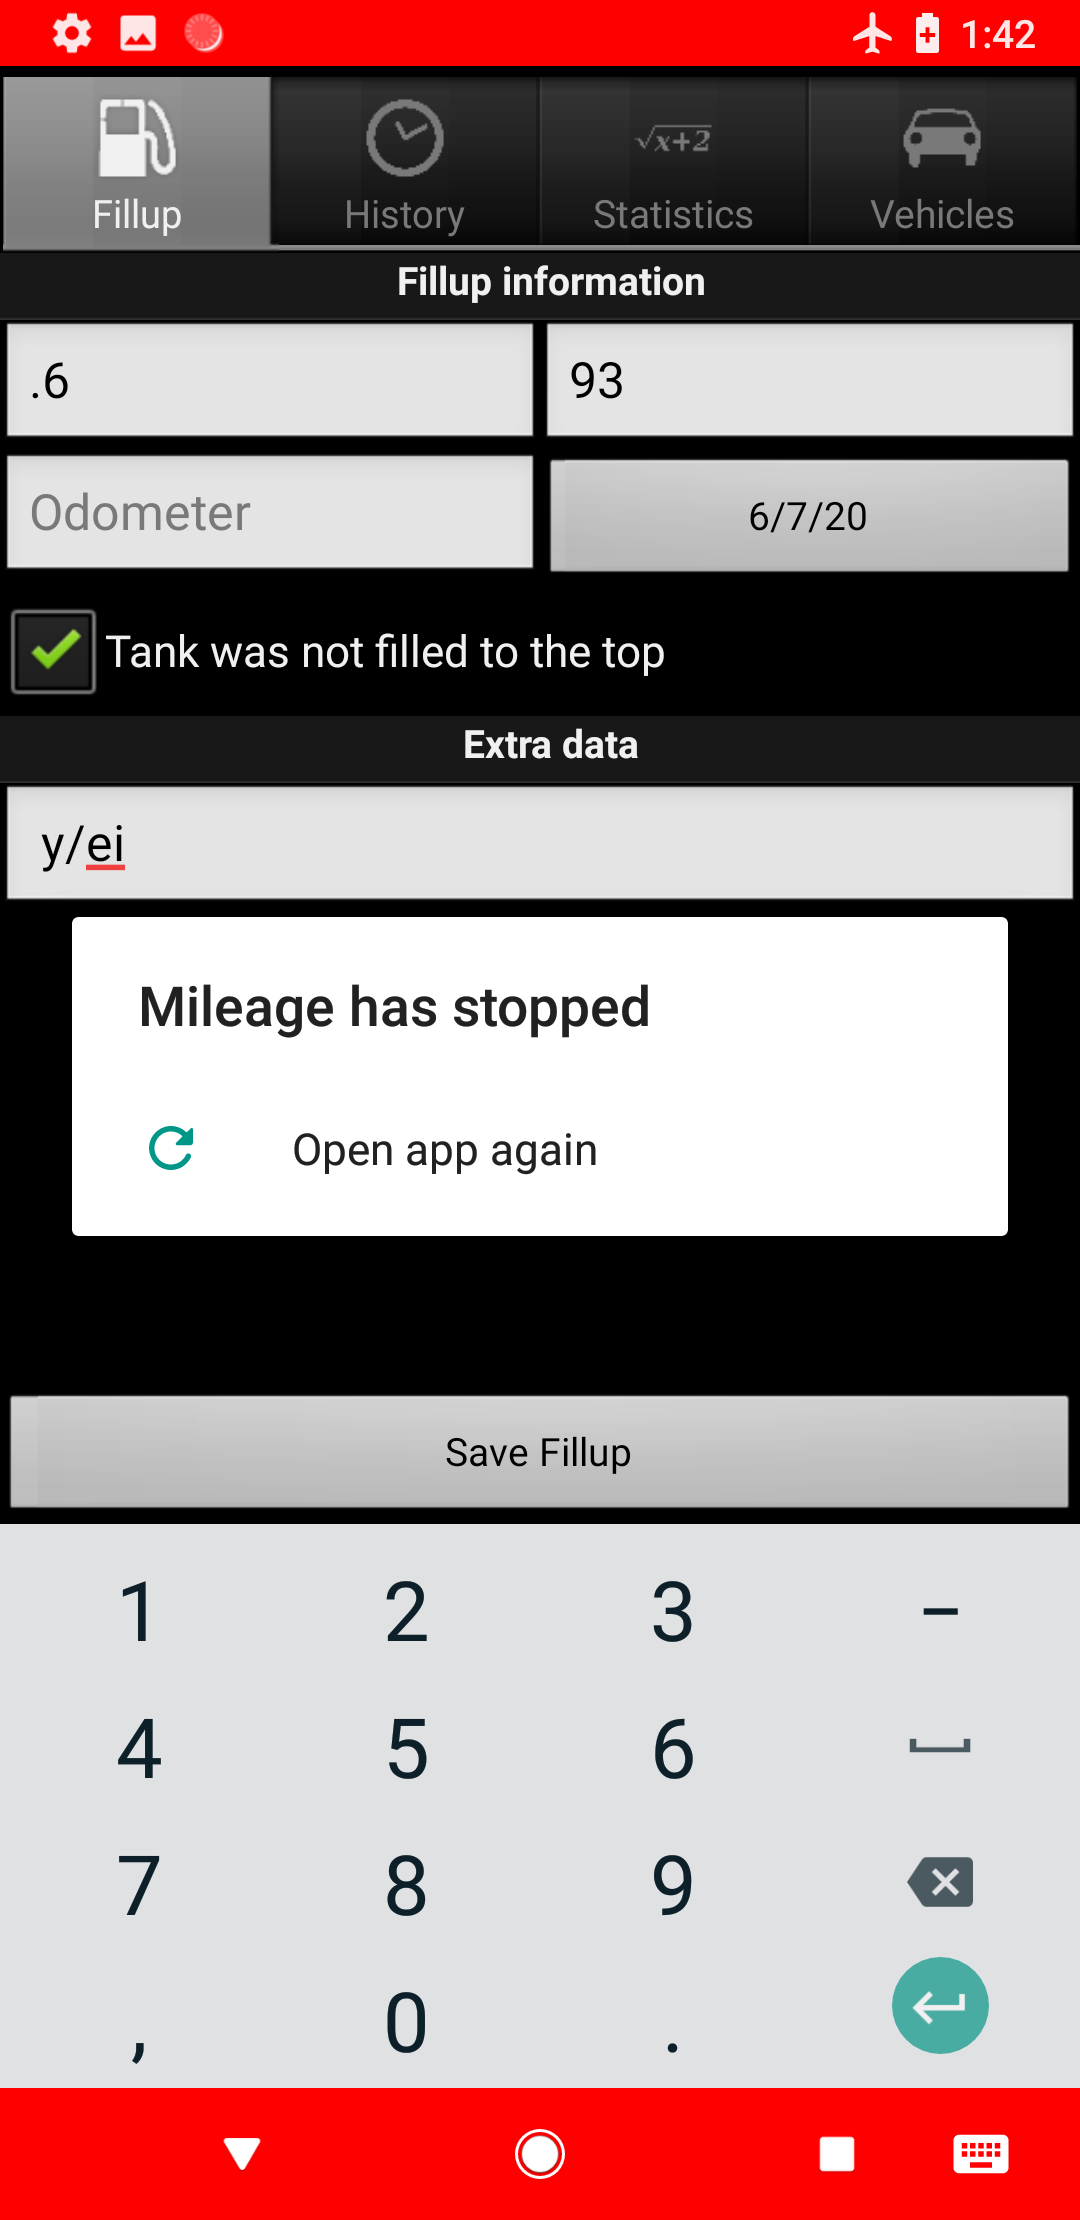 1:42
Fillup
History
√x+2
Statistics
Vehicles
Fillup information
.6
93
Odometer
6/7/20
Tank was not filled to the top
Extra data
y/ei
Mileage has stopped
Open app again
Save Fillup
1 2 3 –
4 5 6
7 8 9
, 0 .